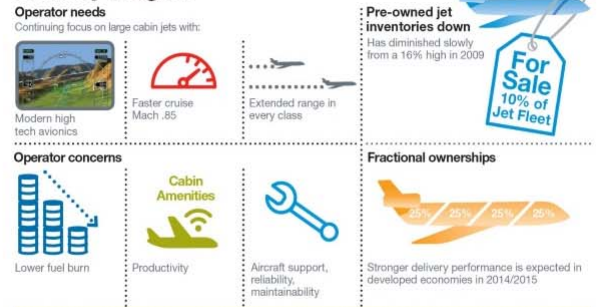 Operator needs
Continuing focus on large cabin jets with:
Modern high
tech avionics
Faster cruise
Mach .85
Extended range in
every class
Pre-owned jet
inventories down
Has diminished slowly
from a 16% high in 2009
For
Sale
10% of
Jet Fleet
Operator concerns
Lower fuel burn
Cabin
Amenities
Productivity
Aircraft support,
reliability,
maintainability
Fractional ownerships
25% 25% 25% 25%
Stronger delivery performance is expected in
developed economies in 2014/2015